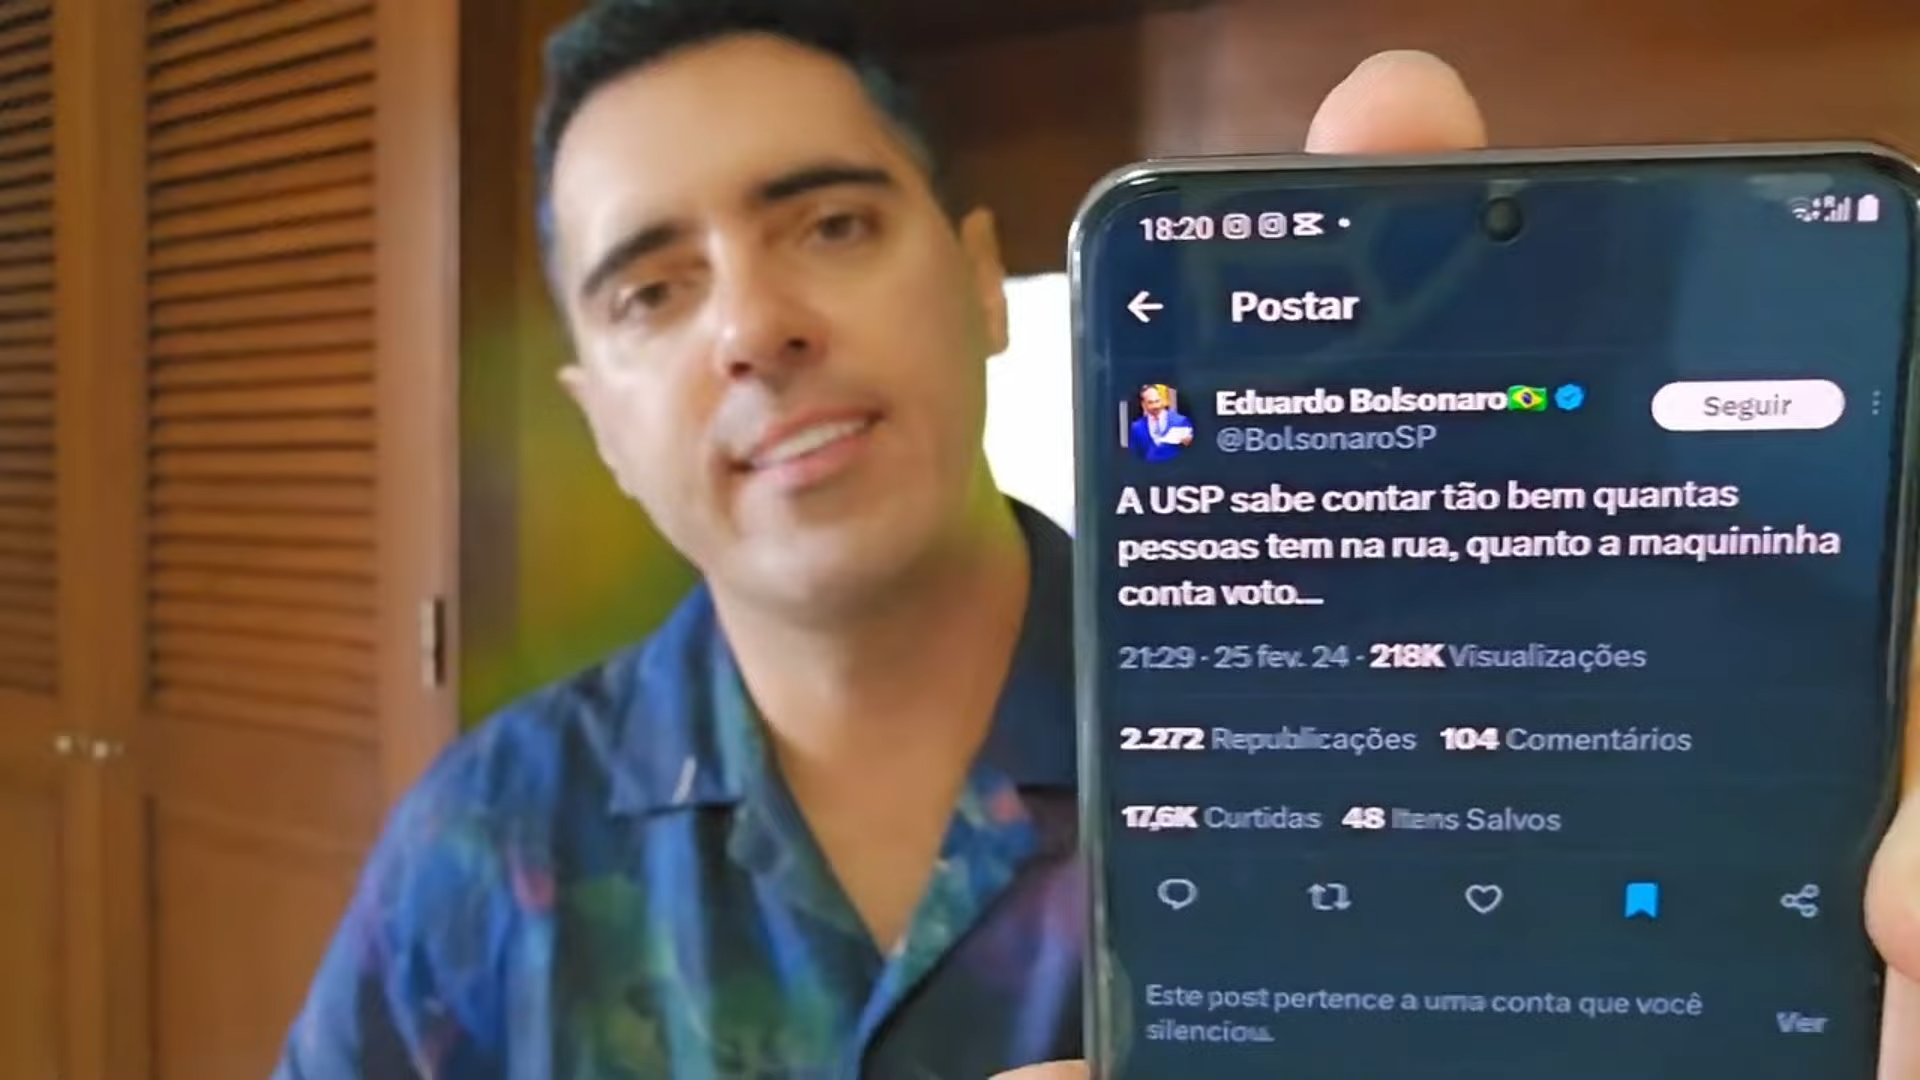 18:20
Postar
Eduardo Bolsonaro
@BolsonaroSP
Seguir
A USP sabe contar tão bem quantas
pessoas tem na rua, quanto a maquininha
conta voto...
21:29 · 25 fev. 24 · 218K Visualizações
2.272 Republicações 104 Comentários
17,6K Curtidas 48 Itens Salvos
Este post pertence a uma conta que você
silenciou.
Ver